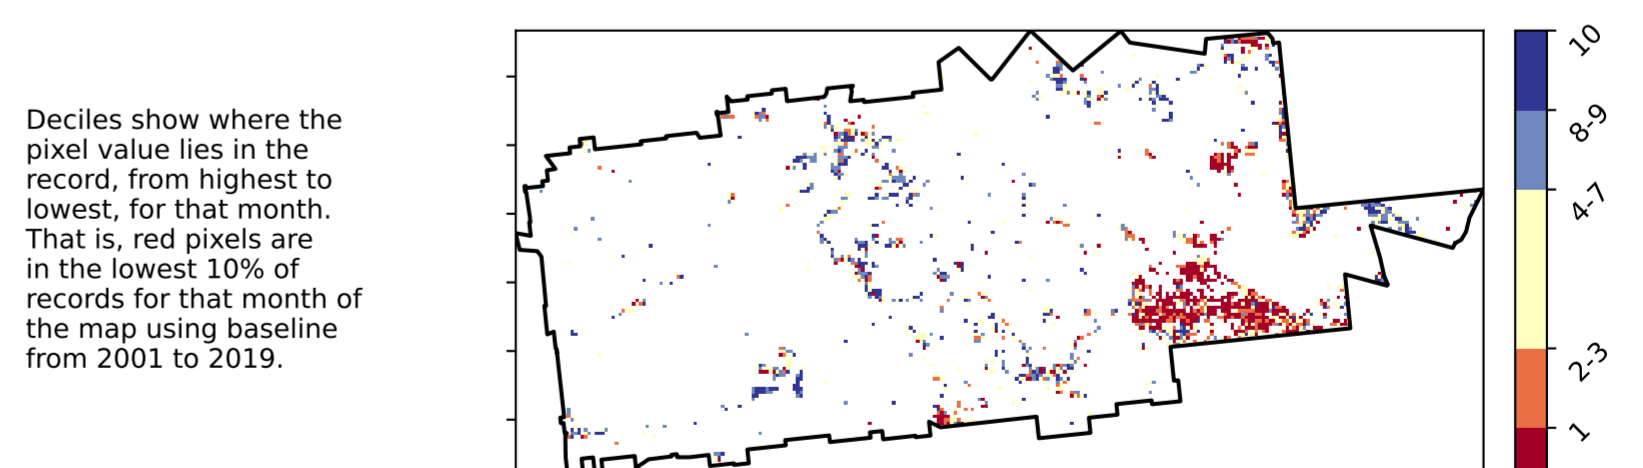 Deciles show where the
pixel value lies in the
record, from highest to
lowest, for that month.
That is, red pixels are
in the lowest 10% of
records for that month of
the map using baseline
from 2001 to 2019.
10
8-9
4-7
2-3
1